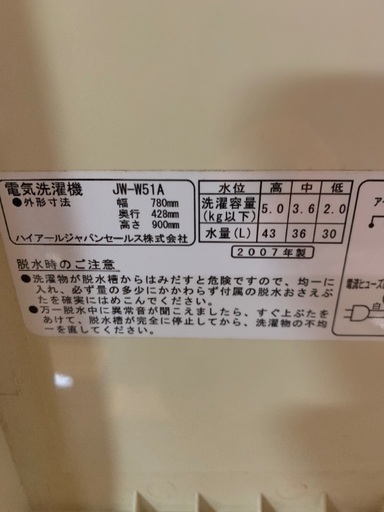 電気洗濯機 JW-W51A
●外形寸法 幅 780mm
奥行 428mm
高さ 900mm
ハイアールジャパンセールス株式会社
水位 高 中 低
洗濯容量(kg以下) 5.0 3.6 2.0
水量(L) 43 36 30
2007年製
脱水時のご注意
●洗濯物が脱水槽からはみだすと危険ですので、均一に
入れ、必ず量の多少にかかわらず付属の脱水おさえぶ
たを確実にはめこんでください。
●万一脱水中に異常音が聞こえましたら、すぐ上ぶたを
あけて、脱水槽が完全に停止してから、洗濯物の不均
一を直してください。
アー
電流ヒューズ
白